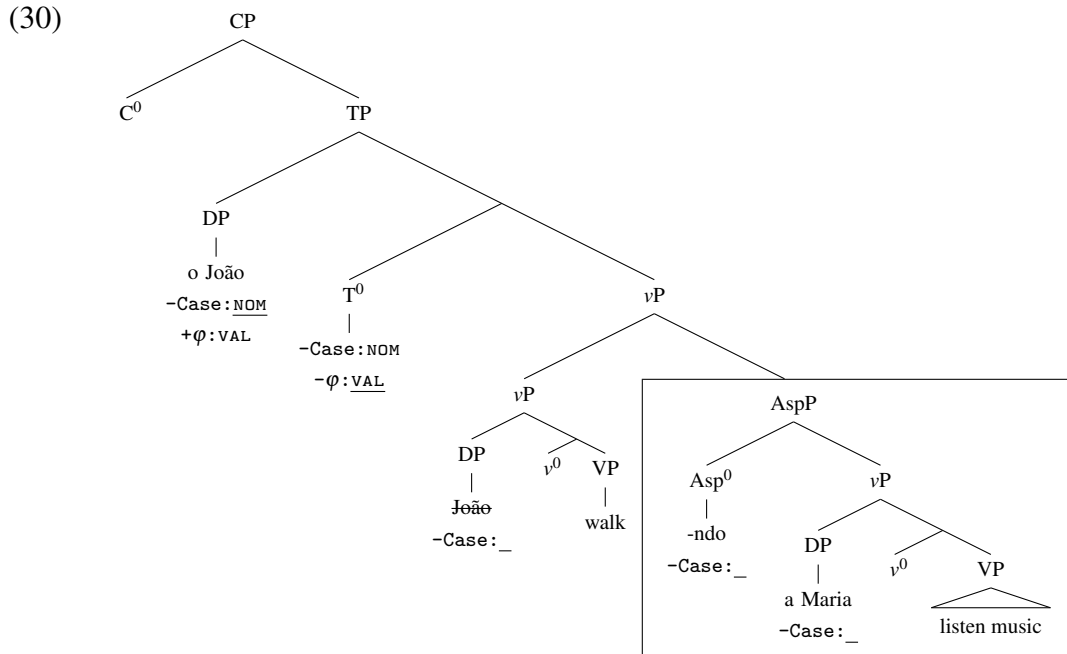 (30)
CP
C⁰ TP
DP
o João
-Case:NOM
+φ:VAL
T⁰ vP
-Case:NOM
-φ:VAL
vP AspP
DP v⁰ VP
João walk
-Case:_
Asp⁰ vP
-ndo
-Case:_
DP v⁰ VP
a Maria listen music
-Case:_